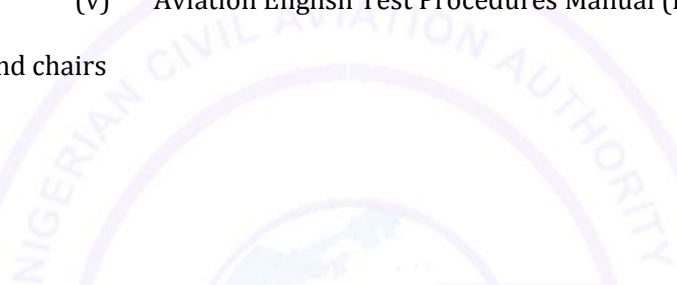 (v) Aviation English Test Procedures Manual (
nd chairs
NIGERIAN CIVIL AVIATION AUTHORITY